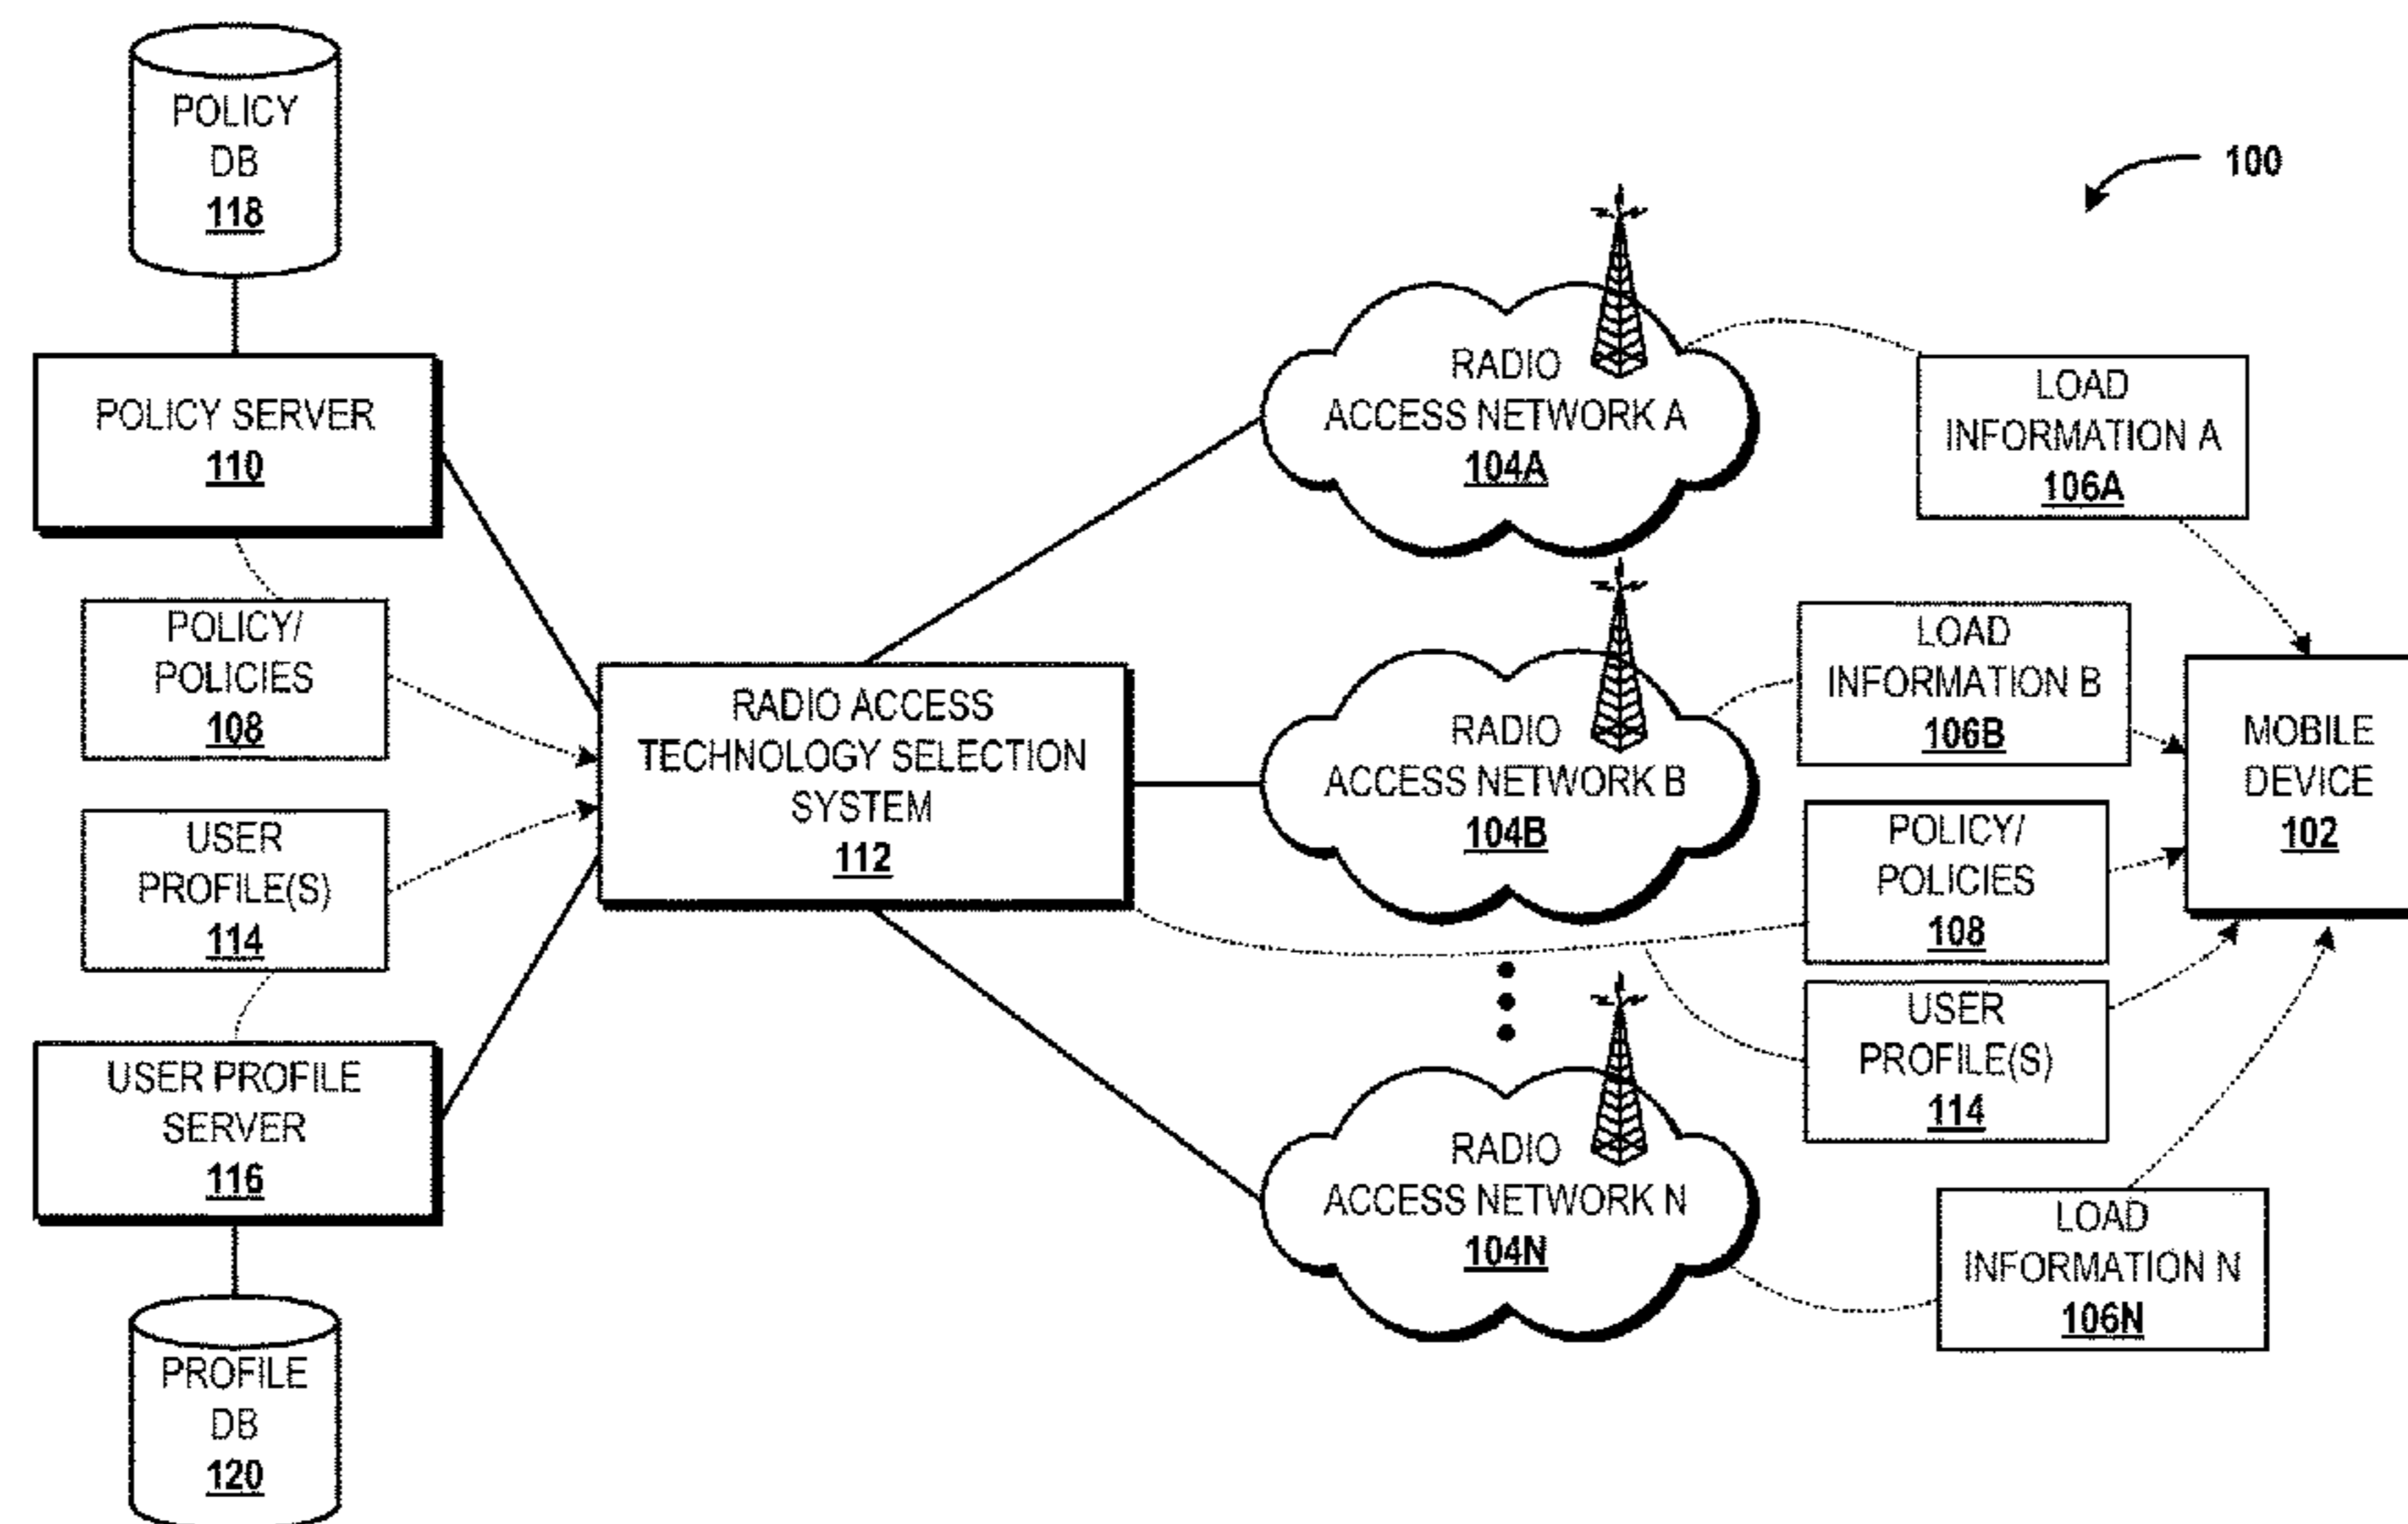 POLICY
DB
118
POLICY SERVER
110
POLICY/
POLICIES
108
USER
PROFILE(S)
114
USER PROFILE
SERVER
116
PROFILE
DB
120
RADIO ACCESS
TECHNOLOGY SELECTION
SYSTEM
112
RADIO
ACCESS NETWORK A
104A
RADIO
ACCESS NETWORK B
104B
RADIO
ACCESS NETWORK N
104N
100
LOAD
INFORMATION A
106A
LOAD
INFORMATION B
106B
POLICY/
POLICIES
108
USER
PROFILE(S)
114
LOAD
INFORMATION N
106N
MOBILE
DEVICE
102